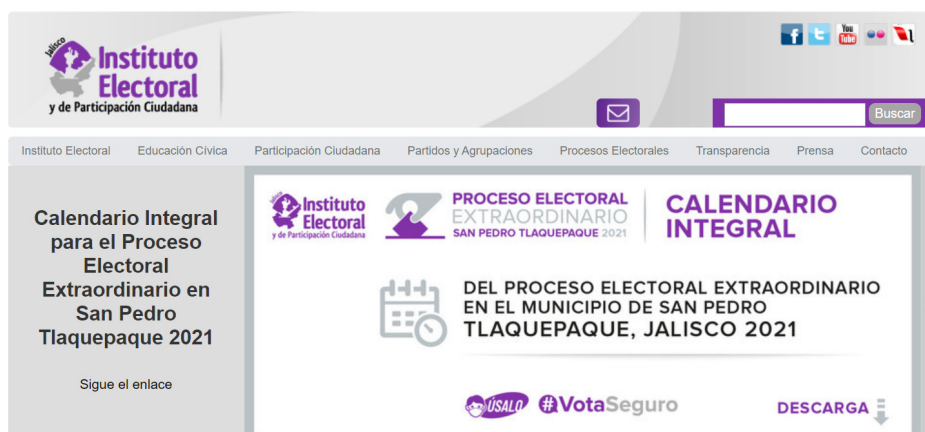 Jalisco
Instituto
Electoral
y de Participación Ciudadana
You
Tube
Buscar
Instituto Electoral Educación Cívica Participación Ciudadana Partidos y Agrupaciones Procesos Electorales Transparencia Prensa Contacto
Calendario Integral
para el Proceso
Electoral
Extraordinario en
San Pedro
Tlaquepaque 2021
Sigue el enlace
Jalisco
Instituto
Electoral
y de Participación Ciudadana
PROCESO ELECTORAL
EXTRAORDINARIO
SAN PEDRO TLAQUEPAQUE 2021
CALENDARIO
INTEGRAL
DEL PROCESO ELECTORAL EXTRAORDINARIO
EN EL MUNICIPIO DE SAN PEDRO
TLAQUEPAQUE, JALISCO 2021
ÚSALO #VotaSeguro
DESCARGA